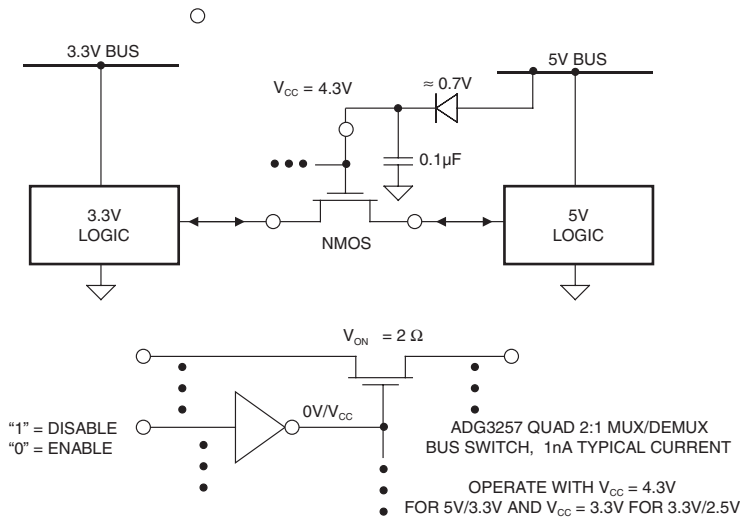 3.3V BUS
5V BUS
V_CC = 4.3V
≈ 0.7V
0.1µF
3.3V
LOGIC
NMOS
5V
LOGIC
V_ON = 2 Ω
0V/V_CC
“1” = DISABLE
“0” = ENABLE
ADG3257 QUAD 2:1 MUX/DEMUX
BUS SWITCH, 1nA TYPICAL CURRENT
OPERATE WITH V_CC = 4.3V
FOR 5V/3.3V AND V_CC = 3.3V FOR 3.3V/2.5V